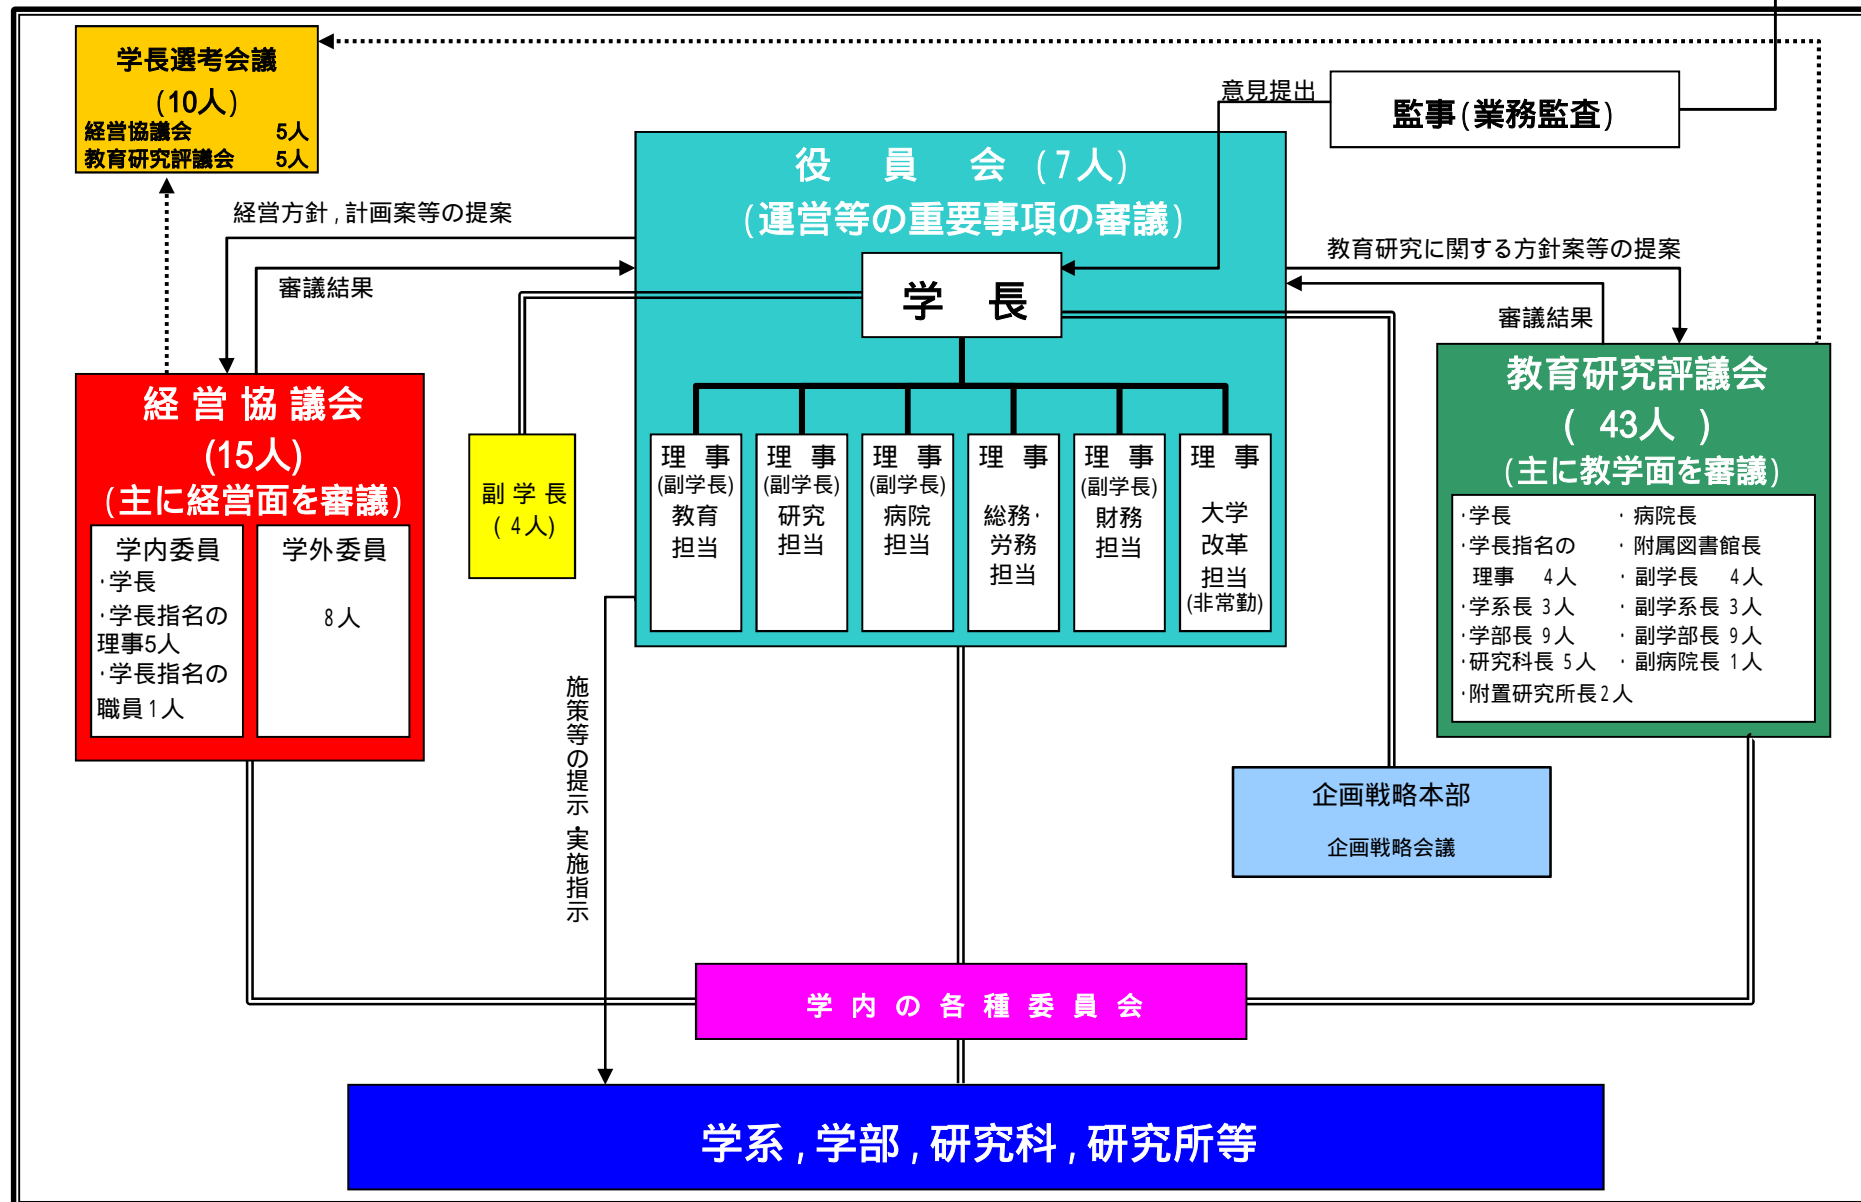 学長選考会議
(10人)
経営協議会 5人
教育研究評議会 5人
意見提出
監事(業務監査)
役員会(7人)
(運営等の重要事項の審議)
学長
経営方針,計画案等の提案
審議結果
教育研究に関する方針案等の提案
審議結果
経営協議会
(15人)
(主に経営面を審議)
学内委員
・学長
・学長指名の
理事5人
・学長指名の
職員1人
学外委員
8人
副学長
(4人)
理事
(副学長)
教育
担当
理事
(副学長)
研究
担当
理事
(副学長)
病院
担当
理事
総務・
労務
担当
理事
(副学長)
財務
担当
理事
大学
改革
担当
(非常勤)
教育研究評議会
( 43人 )
(主に教学面を審議)
・学長
・学長指名の
理事 4人
・学系長 3人
・学部長 9人
・研究科長 5人
・附置研究所長2人
・病院長
・附属図書館長
・副学長 4人
・副学系長 3人
・副学部長 9人
・副病院長 1人
施策等の提示・実施指示
企画戦略本部
企画戦略会議
学内の各種委員会
学系,学部,研究科,研究所等